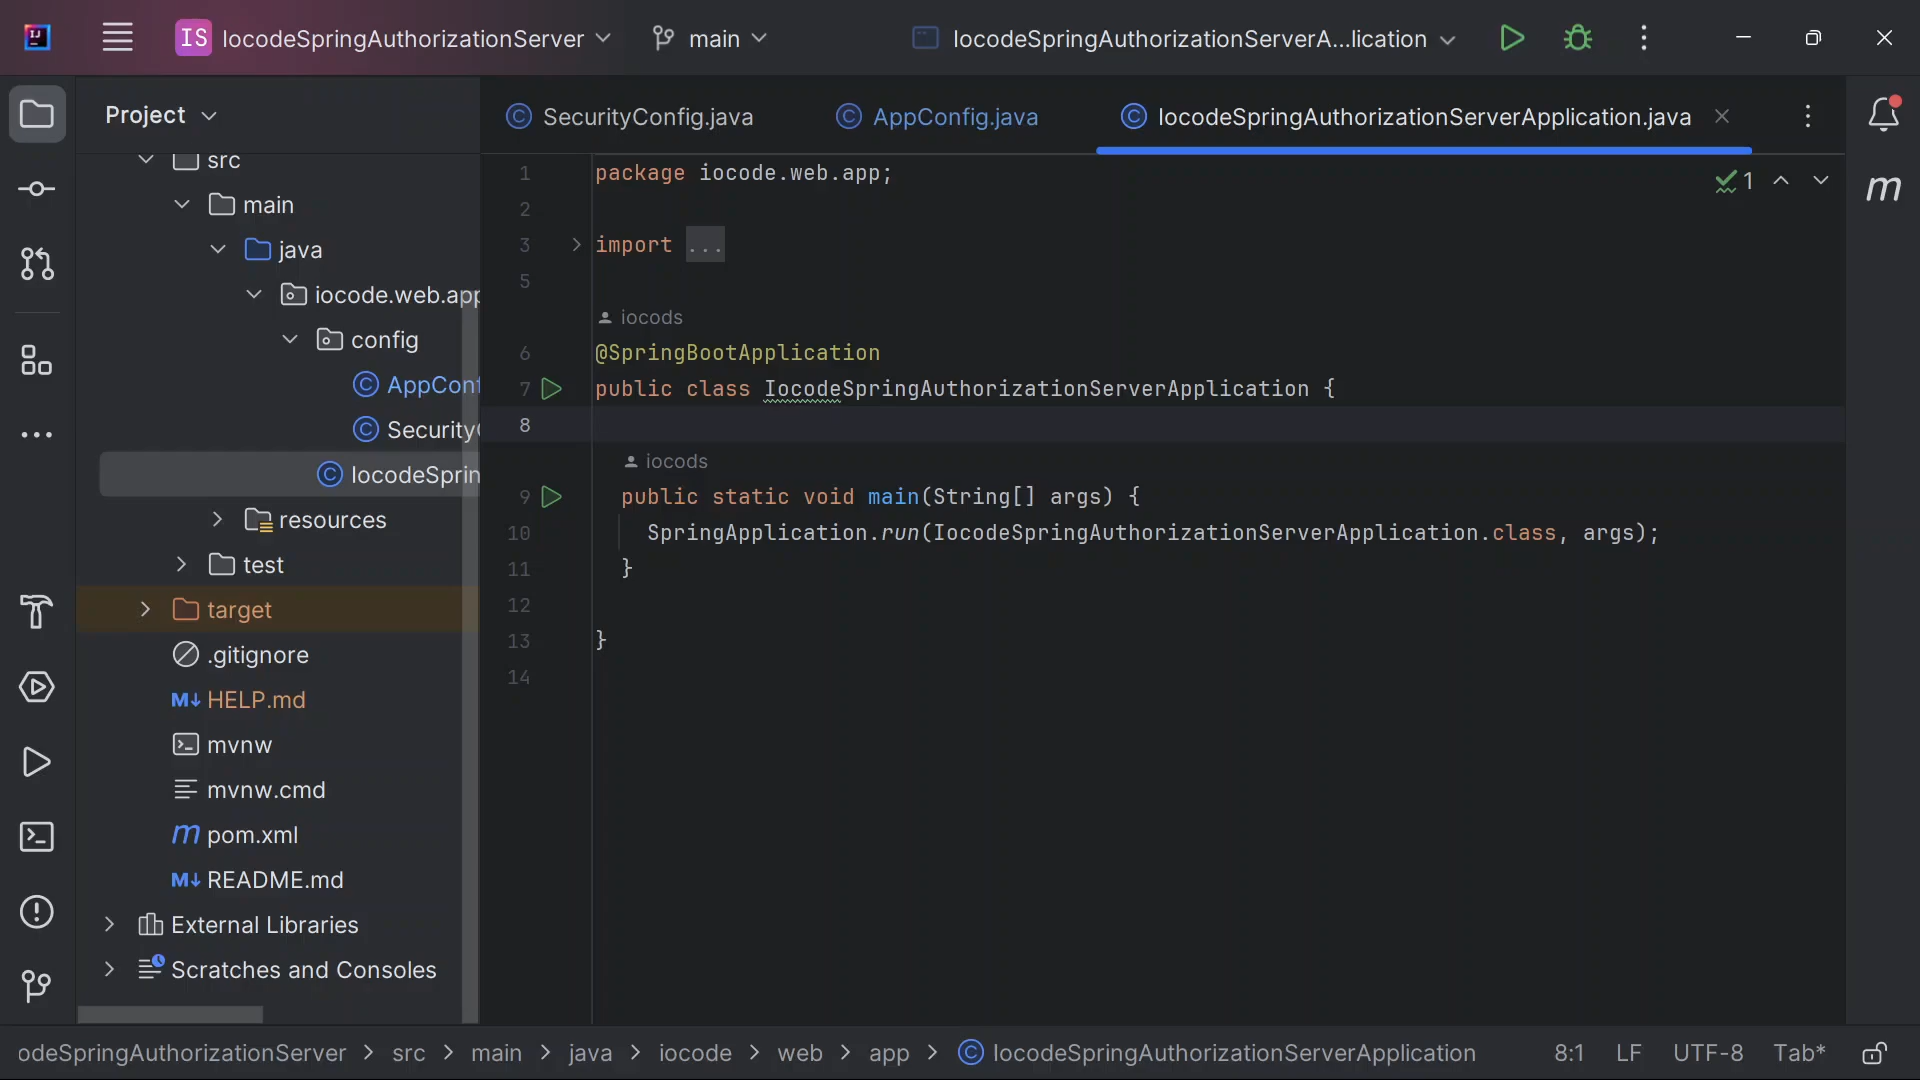 IS IocodeSpringAuthorizationServer main IocodeSpringAuthorizationServerA...lication
Project
src
main
java
iocode.web.app
config
AppConf
Security
IocodeSprin
resources
test
target
.gitignore
M↓ HELP.md
mvnw
mvnw.cmd
m pom.xml
M↓ README.md
External Libraries
Scratches and Consoles
SecurityConfig.java AppConfig.java IocodeSpringAuthorizationServerApplication.java
1 package iocode.web.app;
1
2
3 import ...
5
iocods
6 @SpringBootApplication
7 public class IocodeSpringAuthorizationServerApplication {
8
iocods
9 public static void main(String[] args) {
10 SpringApplication.run(IocodeSpringAuthorizationServerApplication.class, args);
11 }
12
13 }
14
m
odeSpringAuthorizationServer > src > main > java > iocode > web > app > IocodeSpringAuthorizationServerApplication 8:1 LF UTF-8 Tab*